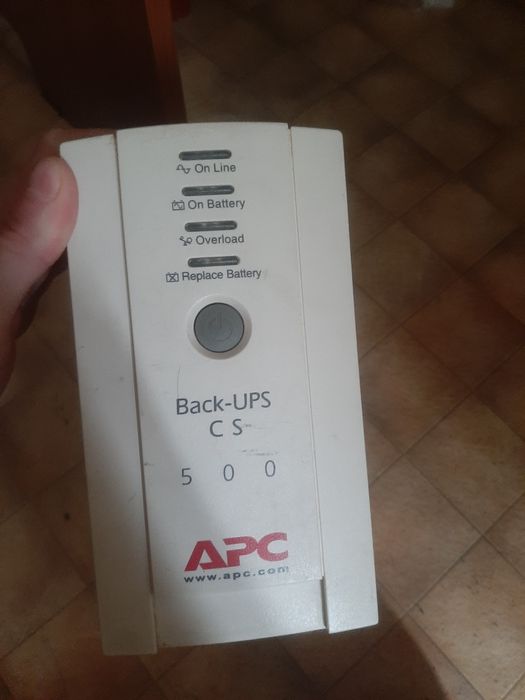 On Line
On Battery
Overload
Replace Battery
Back-UPS
CS
500
APC
www.apc.com